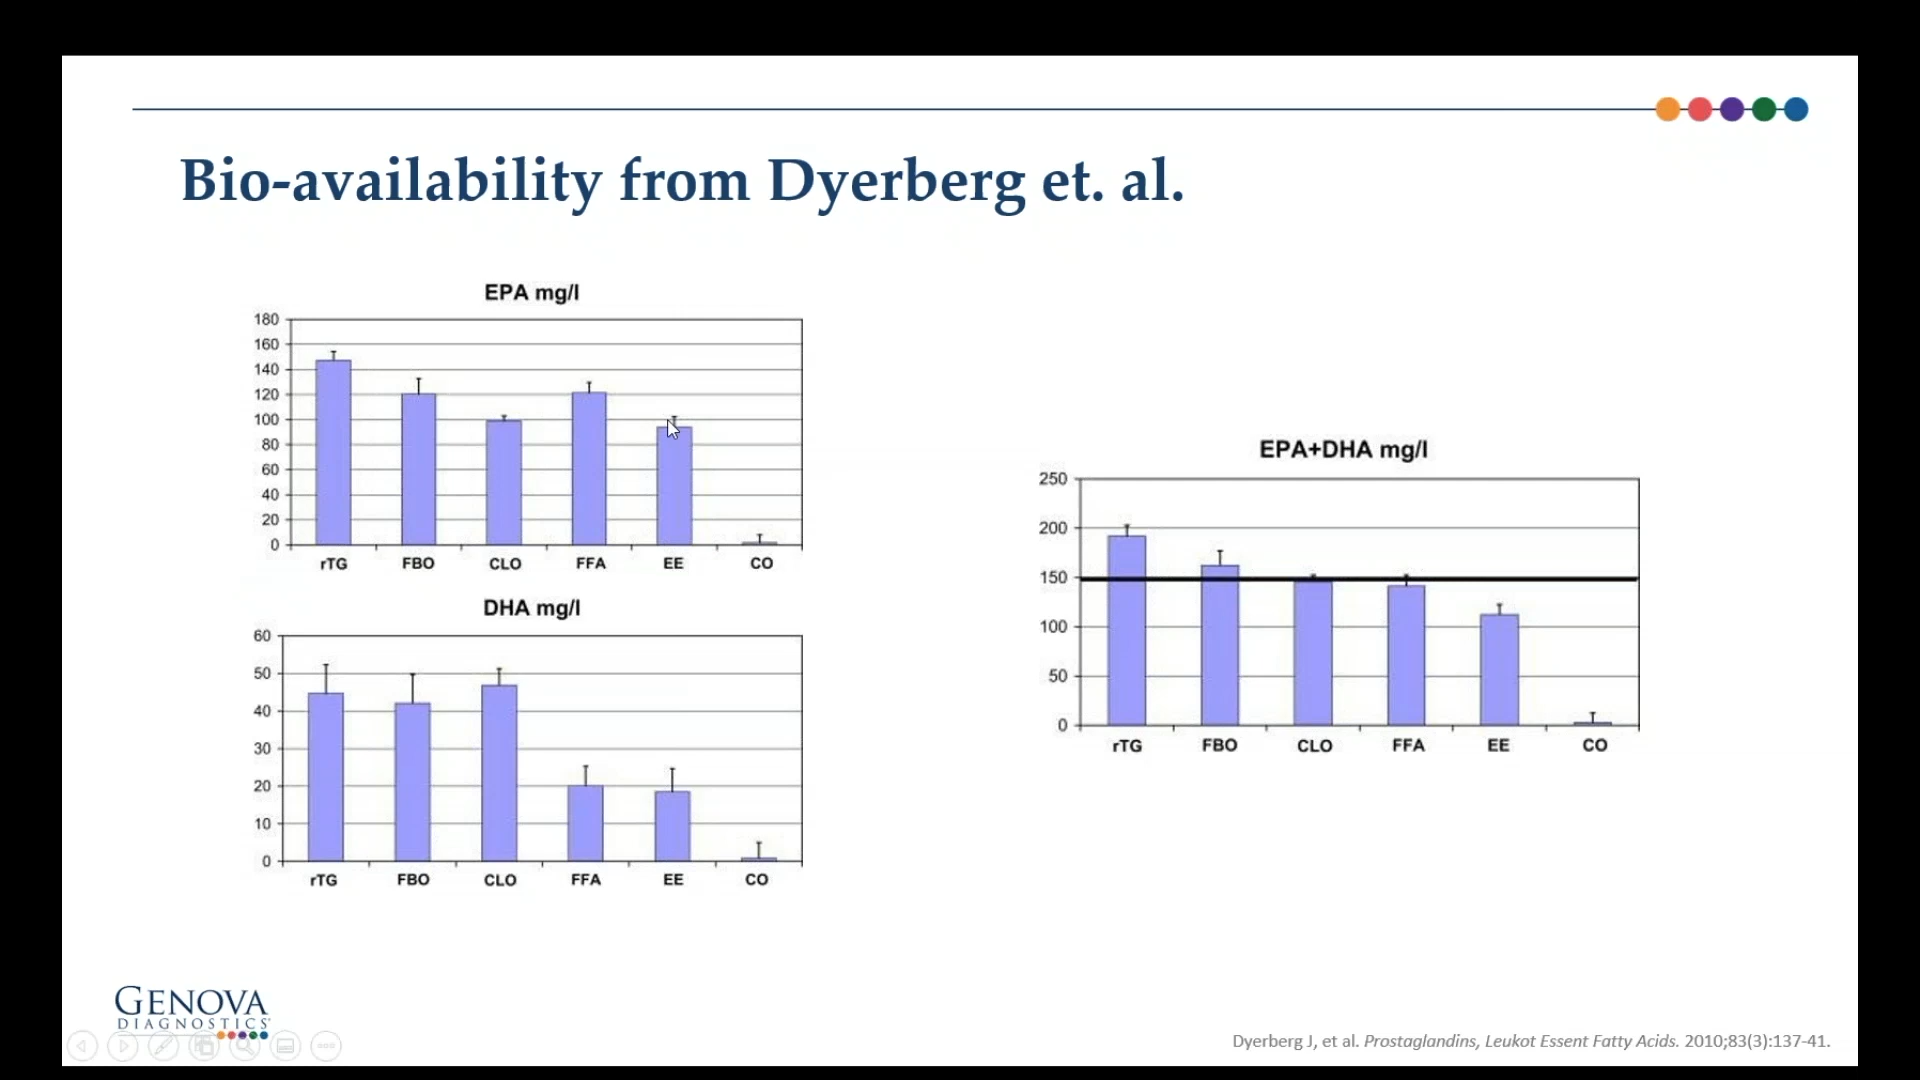 Bio-availability from Dyerberg et. al.
EPA mg/l
180
160
140
120
100
80
60
40
20
0
rTG FBO CLO FFA EE CO
DHA mg/l
60
50
40
30
20
10
0
rTG FBO CLO FFA EE CO
EPA+DHA mg/l
250
200
150
100
50
0
rTG FBO CLO FFA EE CO
GENOVA
DIAGNOSTICS
Dyerberg J, et al. Prostaglandins, Leukot Essent Fatty Acids. 2010;83(3):137-41.